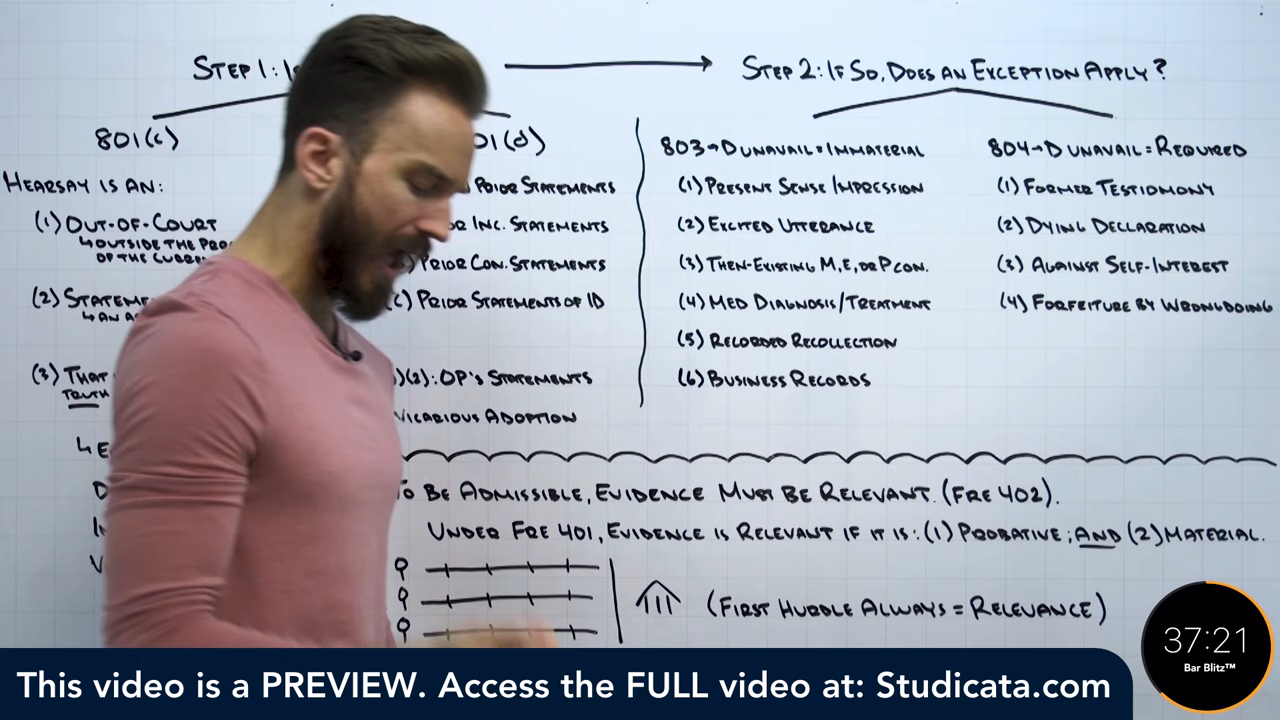 STEP 1: IS
STEP 2: IF SO, DOES AN EXCEPTION APPLY?
801(c)
HEARSAY IS AN:
(1) OUT-OF-COURT
↳OUTSIDE THE
OF THE
(2)
↳AN
(3) THAT
TRUTH
↳E
D
V
01(d)
PRIOR STATEMENTS
INC. STATEMENTS
PRIOR CON. STATEMENTS
PRIOR STATEMENTS OF ID
)(2): OP'S STATEMENTS
VICARIOUS ADOPTION
803→D UNAVAIL=IMMATERIAL
(1) PRESENT SENSE IMPRESSION
(2) EXCITED UTTERANCE
(3) THEN-EXISTING M, E, OR P CON.
(4) MED DIAGNOSIS/TREATMENT
(5) RECORDED RECOLLECTION
(6) BUSINESS RECORDS
804→D UNAVAIL=REQUIRED
(1) FORMER TESTIOMONY
(2) DYING DECLARATION
(3) AGAINST SELF-INTEREST
(4) FORFEITURE BY WRONGDOING
TO BE ADMISSIBLE, EVIDENCE MUST BE RELEVANT. (FRE 402).
UNDER FRE 401, EVIDENCE IS RELEVANT IF IT IS: (1) PROBATIVE; AND (2) MATERIAL.
(FIRST HURDLE ALWAYS = RELEVANCE)
37:21
Bar Blitz™
This video is a PREVIEW. Access the FULL video at: Studicata.com